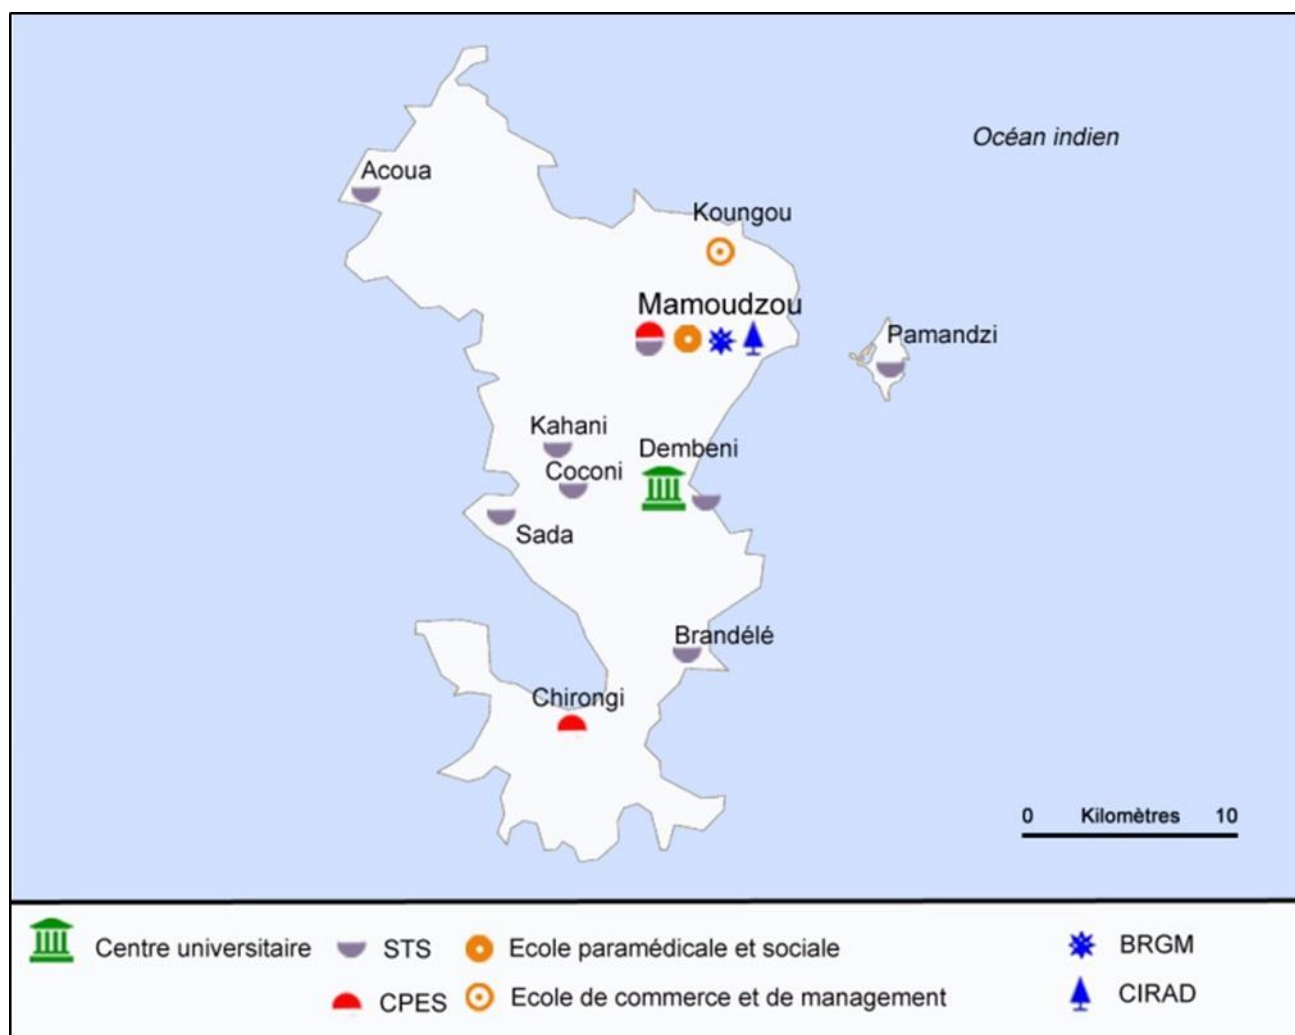 Océan indien
Acoua
Koungou
Mamoudzou
Pamandzi
Kahani
Dembeni
Coconi
Sada
Brandélé
Chirongi
0 Kilomètres 10
Centre universitaire STS Ecole paramédicale et sociale BRGM
CPES Ecole de commerce et de management CIRAD